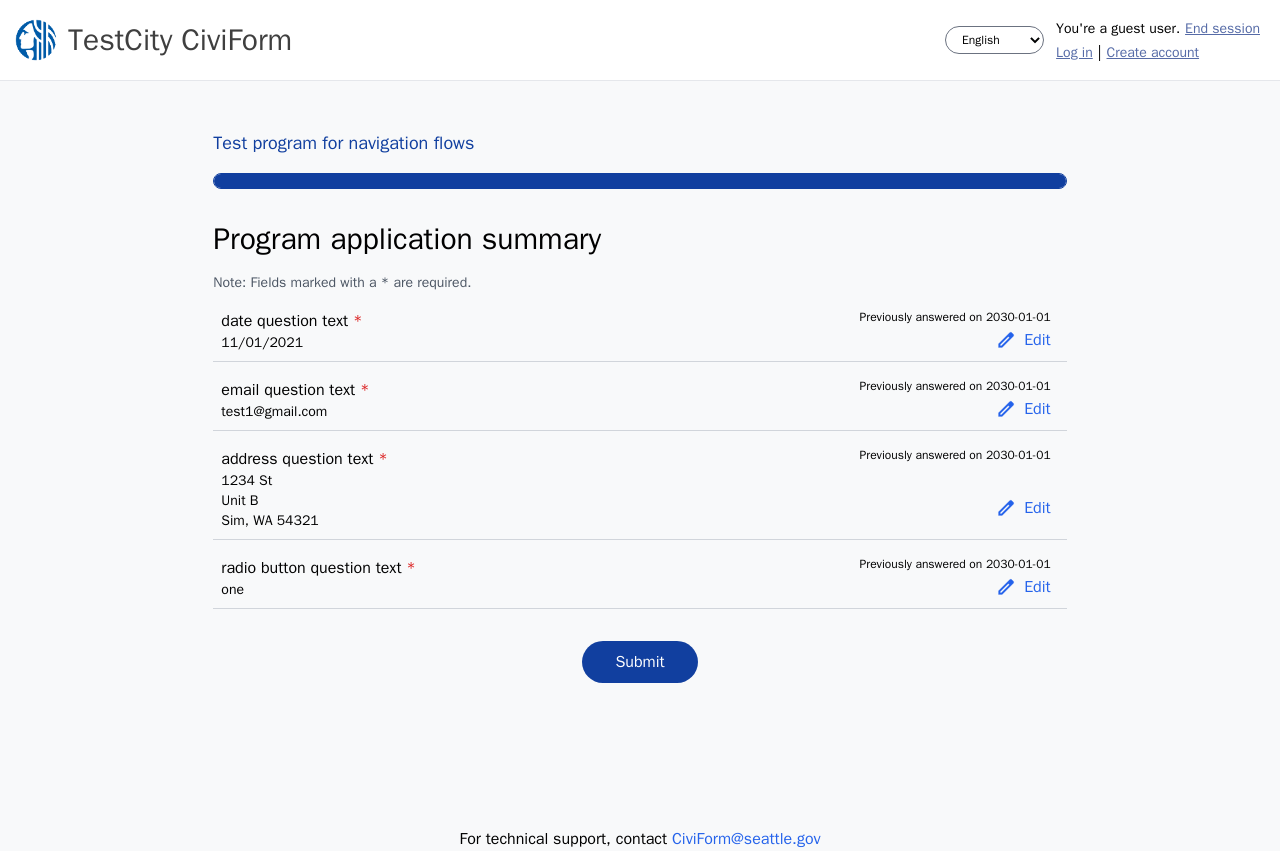 TestCity CiviForm
English
You're a guest user. End session
Log in | Create account
Test program for navigation flows
Program application summary
Note: Fields marked with a * are required.
date question text *
Previously answered on 2030-01-01
11/01/2021
Edit
email question text *
Previously answered on 2030-01-01
test1@gmail.com
Edit
address question text *
Previously answered on 2030-01-01
1234 St
Unit B
Sim, WA 54321
Edit
radio button question text *
Previously answered on 2030-01-01
one
Edit
Submit
For technical support, contact CiviForm@seattle.gov